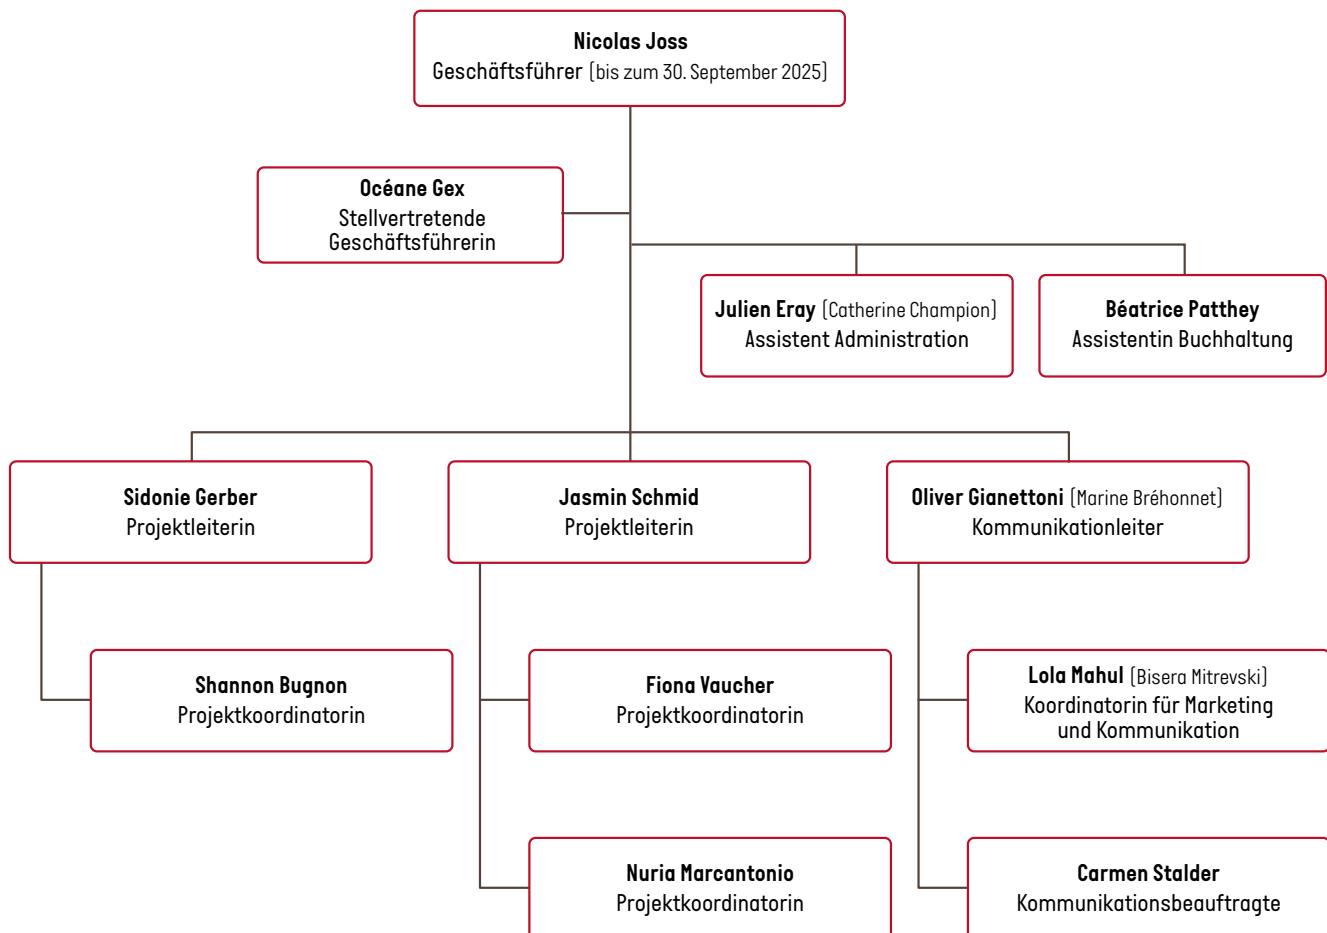 Nicolas Joss
Geschäftsführer (bis zum 30. September 2025)
Océane Gex
Stellvertretende
Geschäftsführerin
Julien Eray (Catherine Champion)
Assistent Administration
Béatrice Patthey
Assistentin Buchhaltung
Sidonie Gerber
Projektleiterin
Jasmin Schmid
Projektleiterin
Oliver Gianettoni (Marine Bréhonnet)
Kommunikationleiter
Shannon Bugnon
Projektkoordinatorin
Fiona Vaucher
Projektkoordinatorin
Lola Mahul (Bisera Mitrevski)
Koordinatorin für Marketing
und Kommunikation
Nuria Marcantonio
Projektkoordinatorin
Carmen Stalder
Kommunikationsbeauftragte